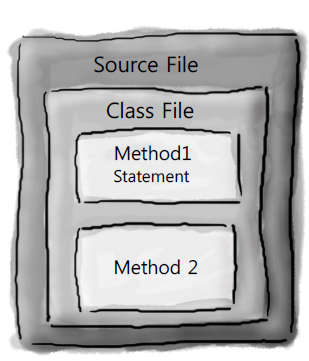 Source File
Class File
Method1
Statement
Method 2